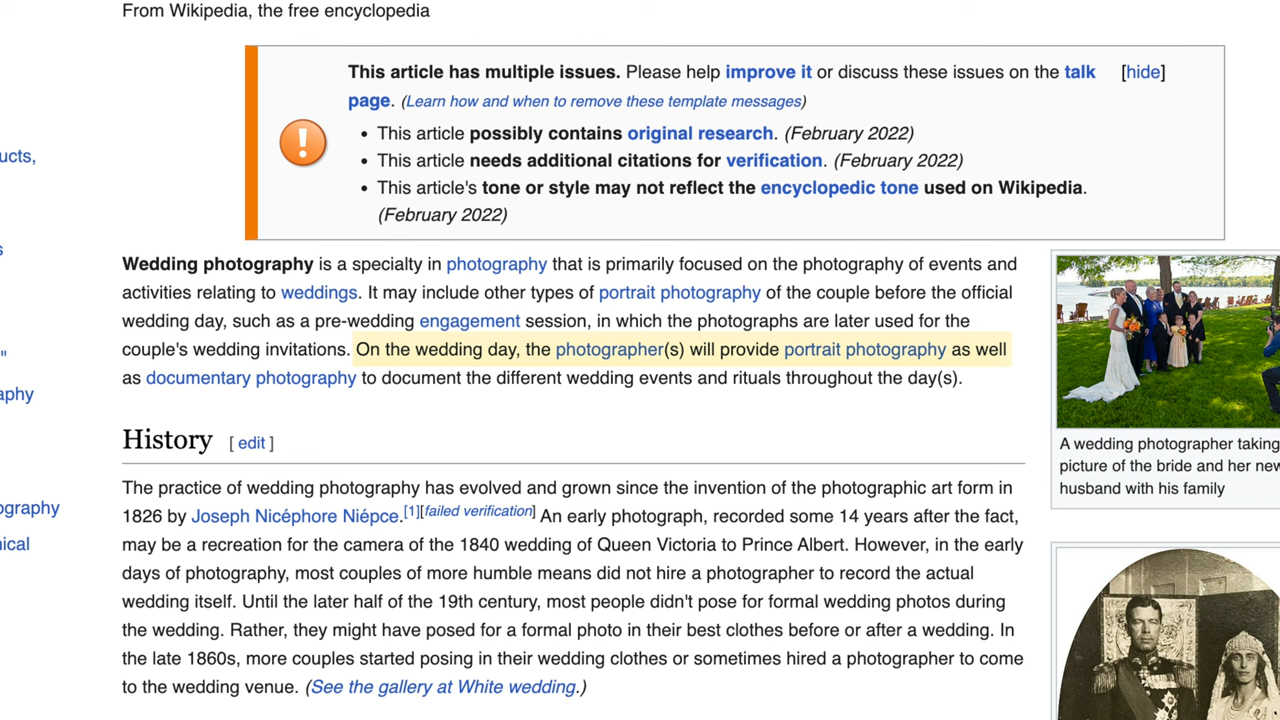 From Wikipedia, the free encyclopedia
This article has multiple issues. Please help improve it or discuss these issues on the talk [hide]
page. (Learn how and when to remove these template messages)
• This article possibly contains original research. (February 2022)
• This article needs additional citations for verification. (February 2022)
• This article's tone or style may not reflect the encyclopedic tone used on Wikipedia.
(February 2022)
ucts,
s
"
aphy
ography
nical
Wedding photography is a specialty in photography that is primarily focused on the photography of events and
activities relating to weddings. It may include other types of portrait photography of the couple before the official
wedding day, such as a pre-wedding engagement session, in which the photographs are later used for the
couple's wedding invitations. On the wedding day, the photographer(s) will provide portrait photography as well
as documentary photography to document the different wedding events and rituals throughout the day(s).
History [ edit ]
The practice of wedding photography has evolved and grown since the invention of the photographic art form in
1826 by Joseph Nicéphore Niépce.[1][failed verification] An early photograph, recorded some 14 years after the fact,
may be a recreation for the camera of the 1840 wedding of Queen Victoria to Prince Albert. However, in the early
days of photography, most couples of more humble means did not hire a photographer to record the actual
wedding itself. Until the later half of the 19th century, most people didn't pose for formal wedding photos during
the wedding. Rather, they might have posed for a formal photo in their best clothes before or after a wedding. In
the late 1860s, more couples started posing in their wedding clothes or sometimes hired a photographer to come
to the wedding venue. (See the gallery at White wedding.)
A wedding photographer taking
picture of the bride and her new
husband with his family